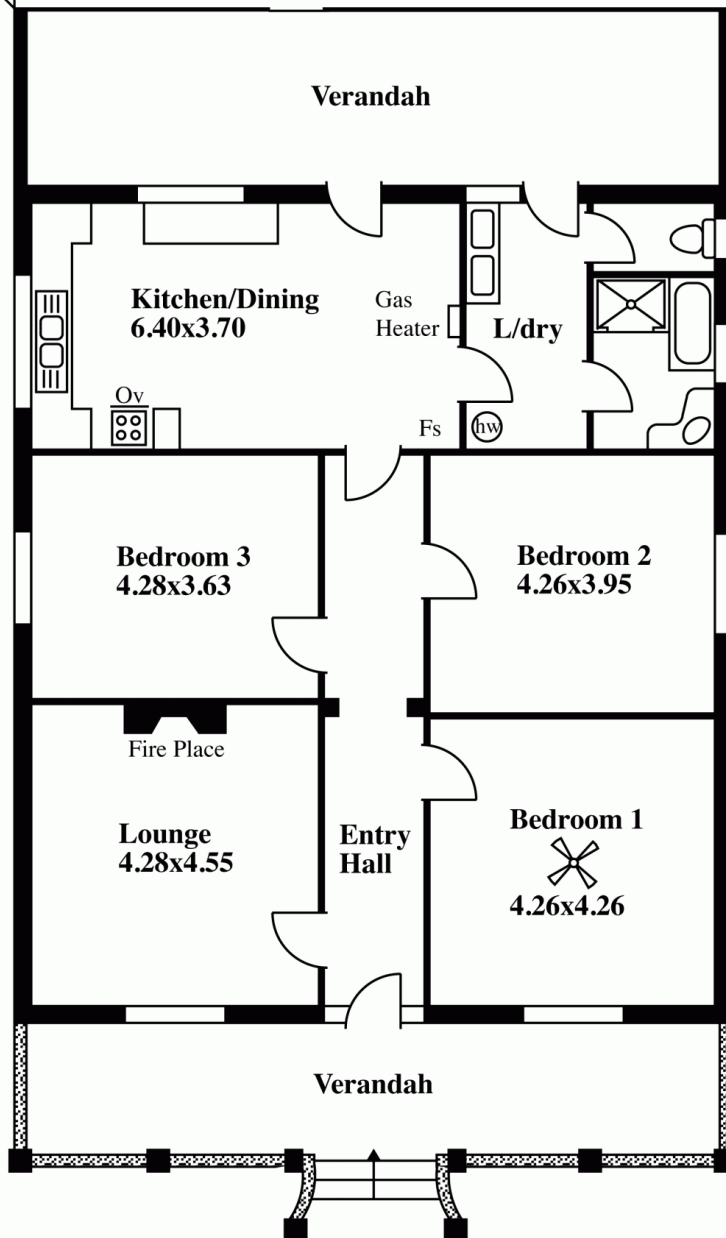 Verandah
Kitchen/Dining
6.40x3.70
Gas
Heater
L/dry
Ov
Fs
hw
Bedroom 3
4.28x3.63
Bedroom 2
4.26x3.95
Fire Place
Lounge
4.28x4.55
Entry
Hall
Bedroom 1
4.26x4.26
Verandah